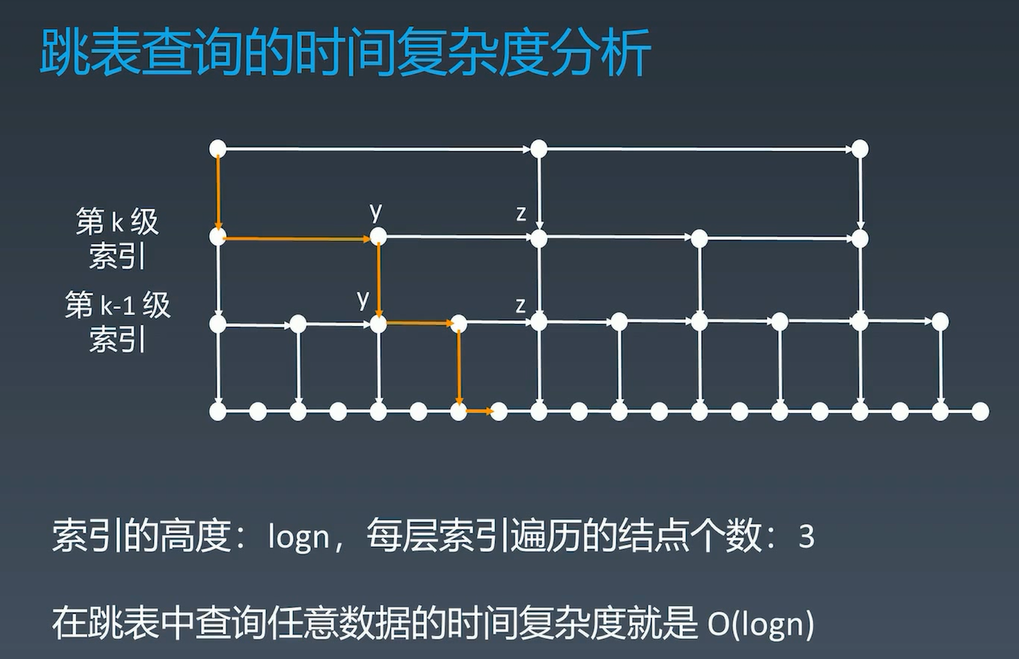 跳表查询的时间复杂度分析
y
z
第 k 级
索引
y
z
第 k-1 级
索引
索引的高度：logn，每层索引遍历的结点个数：3
在跳表中查询任意数据的时间复杂度就是 O(logn)